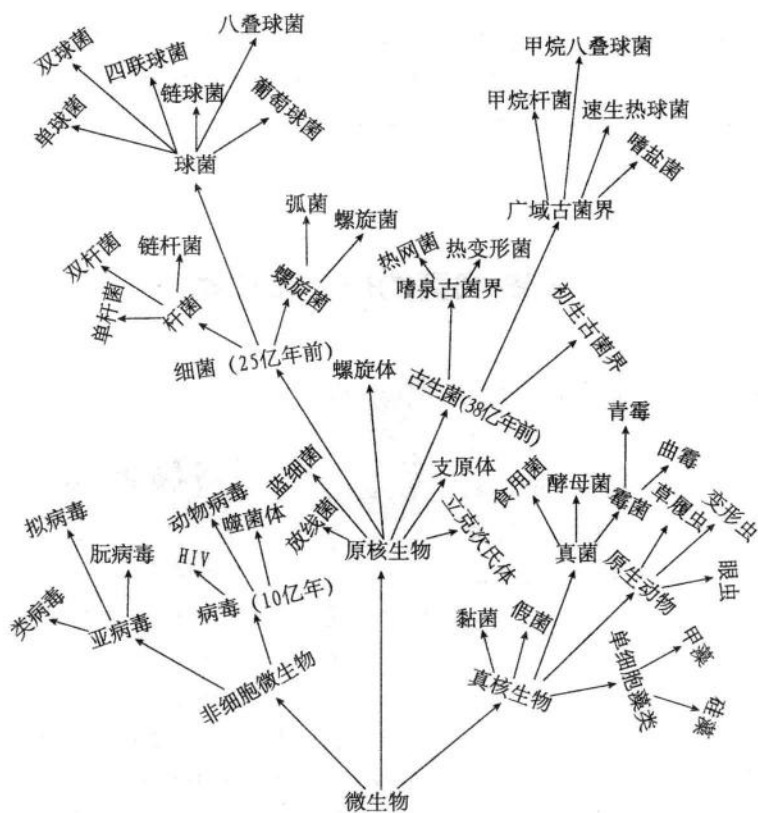 八叠球菌
双球菌
四联球菌
链球菌
葡萄球菌
单球菌
球菌
甲烷八叠球菌
甲烷杆菌
速生热球菌
嗜盐菌
广域古菌界
弧菌
螺旋菌
链杆菌
双杆菌
单杆菌
杆菌
螺旋菌
热网菌
热变形菌
嗜泉古菌界
初生古菌界
细菌(25亿年前)
螺旋体
古生菌(38亿年前)
青霉
曲霉
蓝细菌
支原体
食用菌
酵母菌
霉菌
草履虫
变形虫
拟病毒
动物病毒
噬菌体
放线菌
原核生物
立克次氏体
真菌
原生动物
眼虫
朊病毒
HIV
类病毒
亚病毒
病毒(10亿年)
黏菌
假菌
单细胞藻类
甲藻
硅藻
非细胞微生物
真核生物
微生物